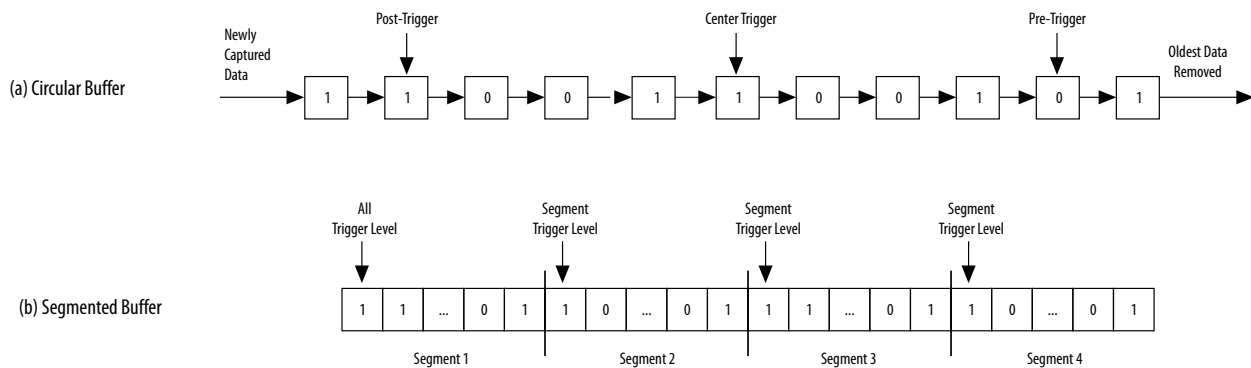 Post-Trigger
Center Trigger
Pre-Trigger
Newly
Captured
Data
Oldest Data
Removed
(a) Circular Buffer
1 1 0 0 1 1 0 0 1 0 1
All
Trigger Level
Segment
Trigger Level
Segment
Trigger Level
Segment
Trigger Level
(b) Segmented Buffer
1 1 ... 0 1 1 0 ... 0 1 1 1 ... 0 1 1 0 ... 0 1
Segment 1
Segment 2
Segment 3
Segment 4